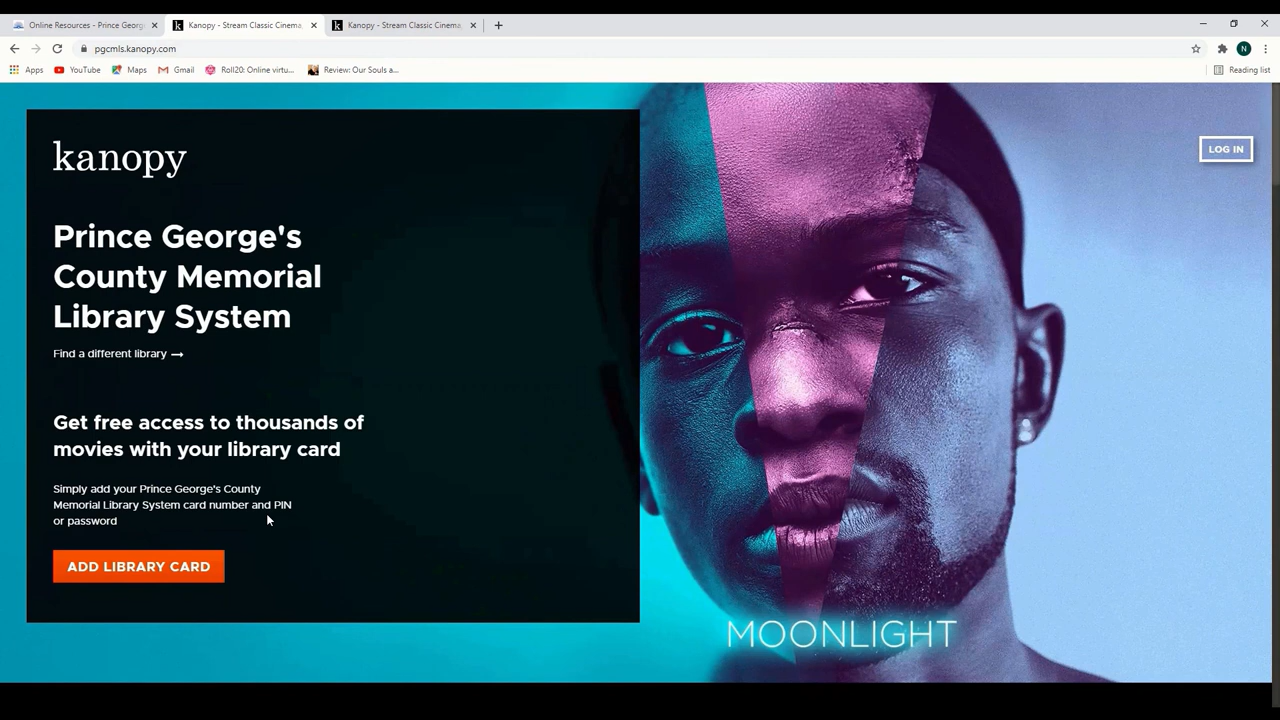 Online Resources - Prince Georg
Kanopy - Stream Classic Cinema,
Kanopy - Stream Classic Cinema,
pgcmls.kanopy.com
N
Apps
YouTube
Maps
Gmail
Roll20: Online virtu...
Review: Our Souls a...
Reading list
kanopy
LOG IN
Prince George's
County Memorial
Library System
Find a different library →
Get free access to thousands of
movies with your library card
Simply add your Prince George's County
Memorial Library System card number and PIN
or password
ADD LIBRARY CARD
MOONLIGHT